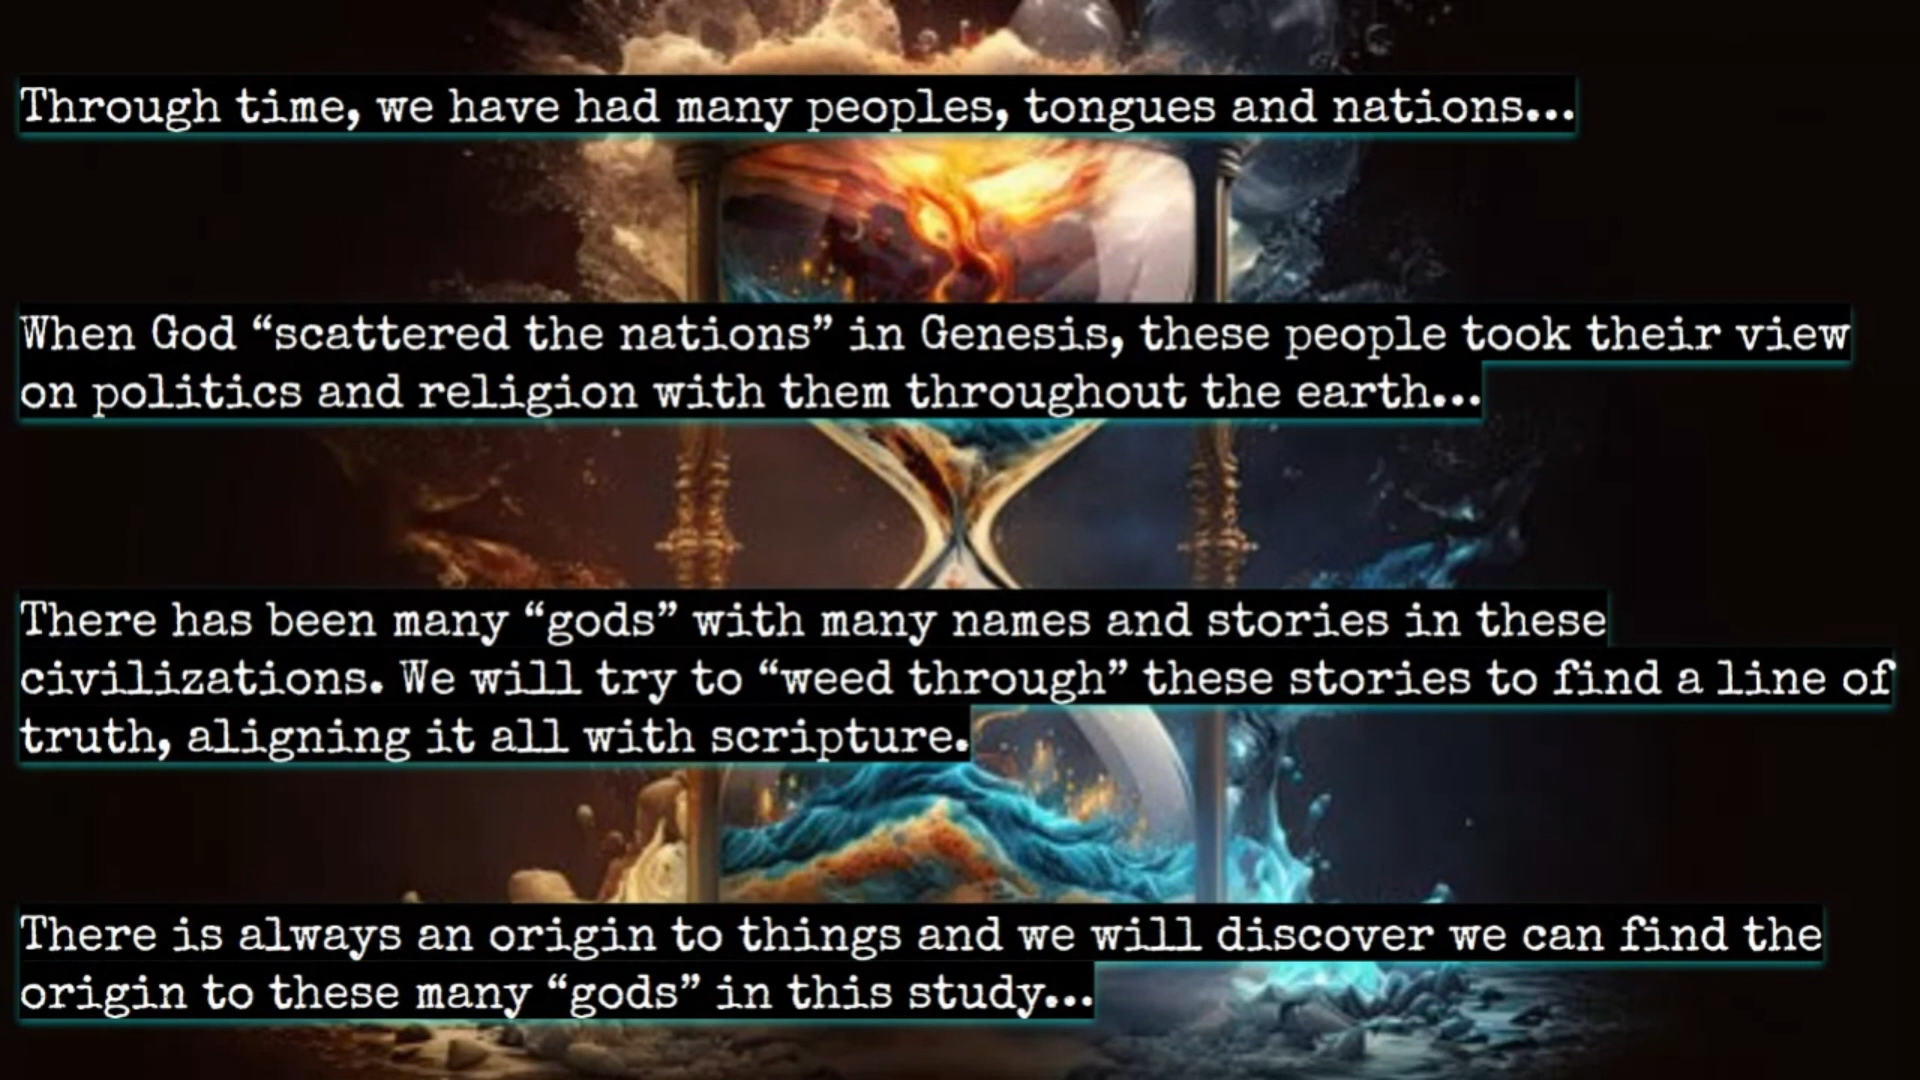 Through time, we have had many peoples, tongues and nations...
When God “scattered the nations” in Genesis, these people took their view
on politics and religion with them throughout the earth...
There has been many “gods” with many names and stories in these
civilizations. We will try to “weed through” these stories to find a line of
truth, aligning it all with scripture.
There is always an origin to things and we will discover we can find the
origin to these many “gods” in this study...